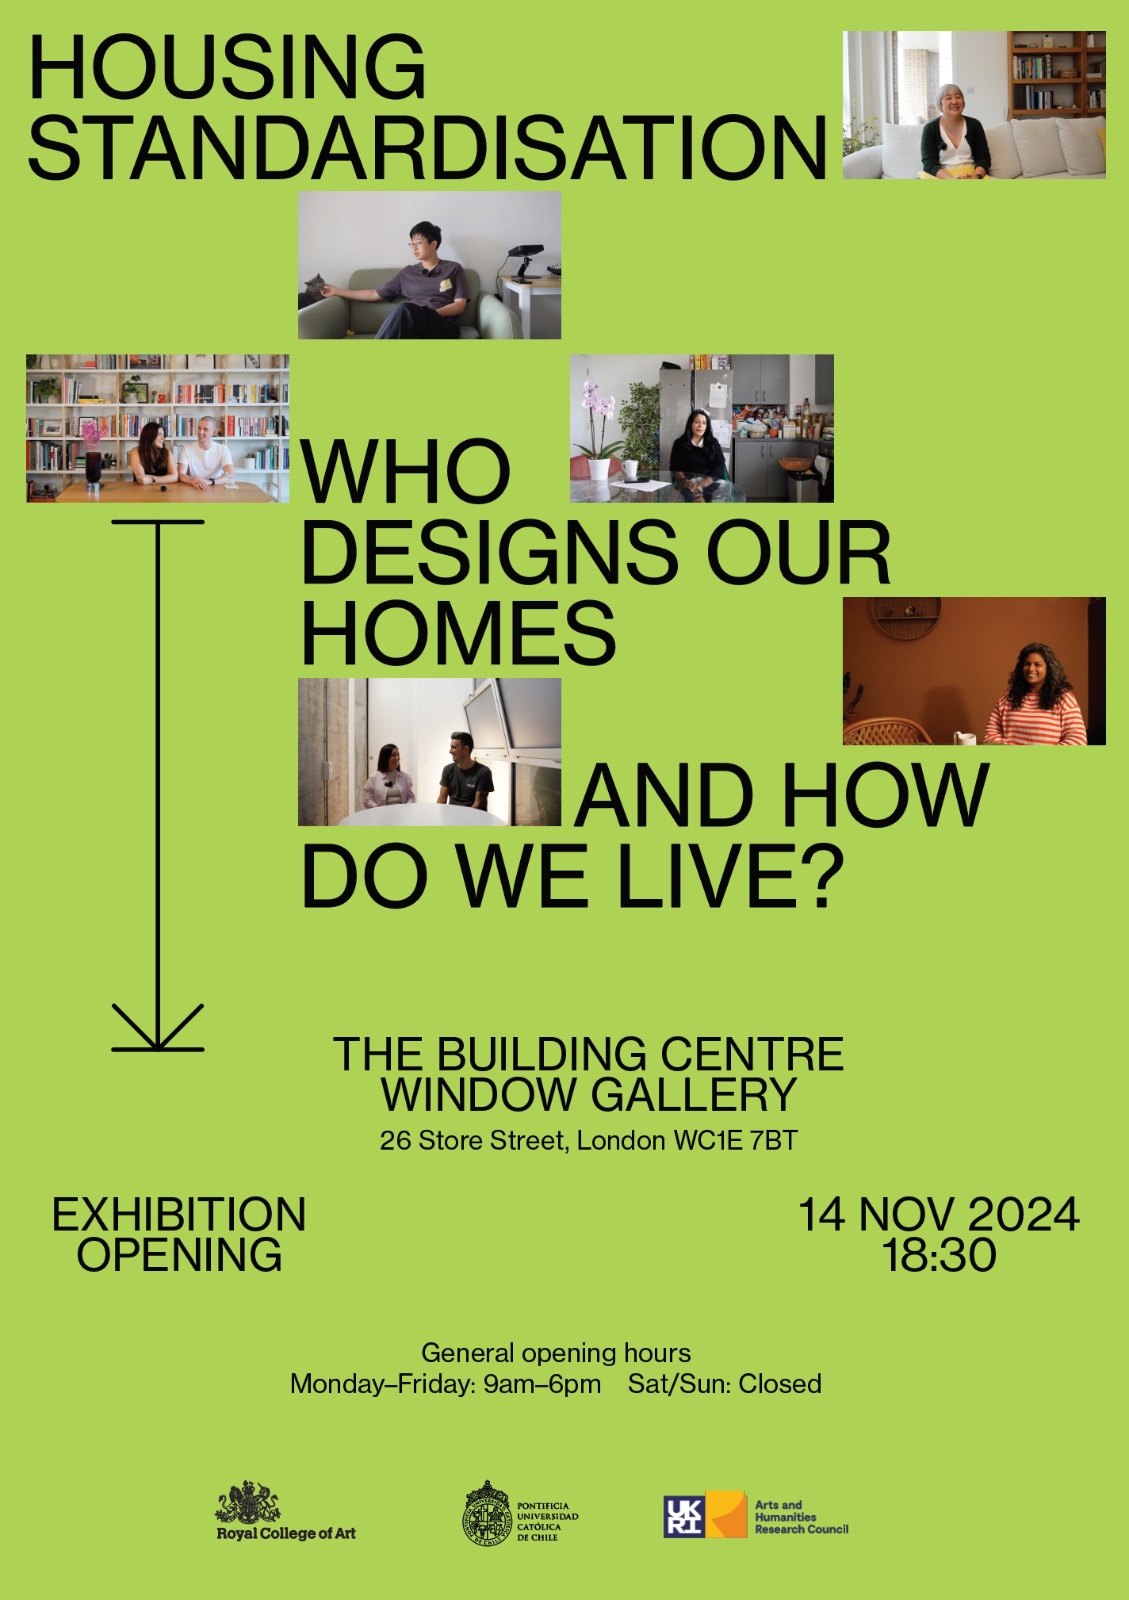 HOUSING
STANDARDISATION
WHO
DESIGNS OUR
HOMES
AND HOW
DO WE LIVE?
THE BUILDING CENTRE
WINDOW GALLERY
26 Store Street, London WC1E 7BT
EXHIBITION
OPENING
14 NOV 2024
18:30
General opening hours
Monday–Friday: 9am–6pm Sat/Sun: Closed
Royal College of Art
PONTIFICIA
UNIVERSIDAD
CATÓLICA
DE CHILE
UK
RI
Arts and
Humanities
Research Council